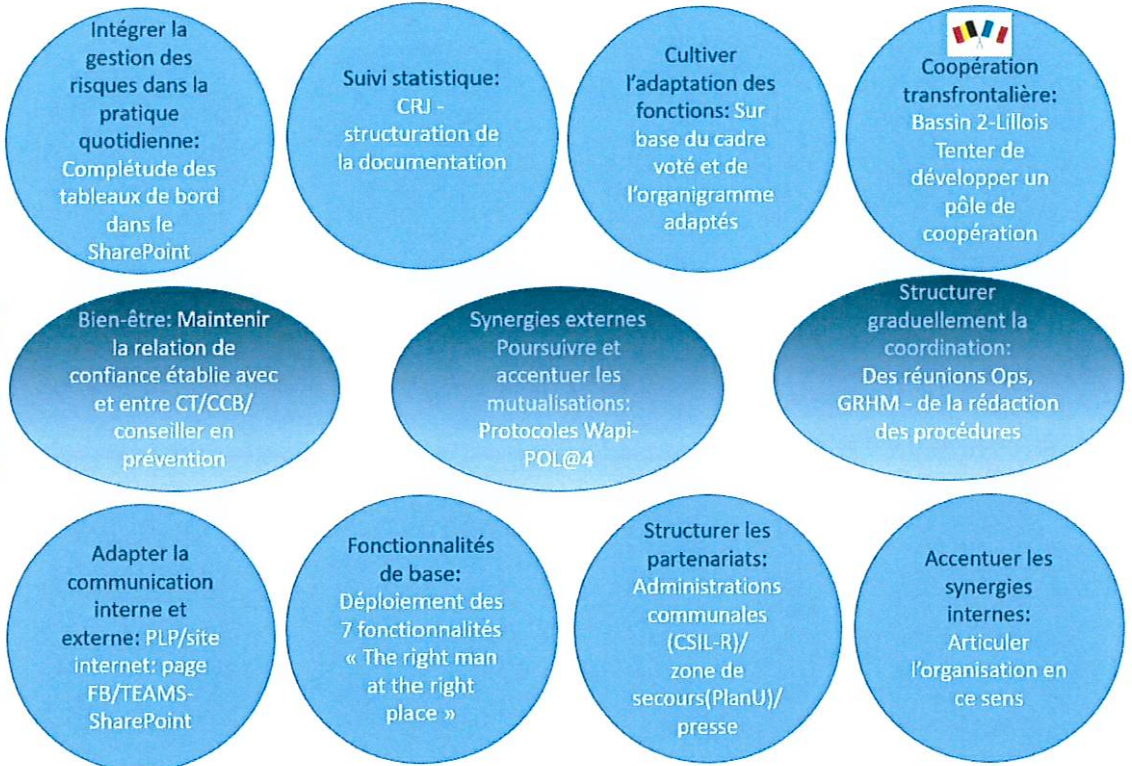 Intégrer la
gestion des
risques dans la
pratique
quotidienne:
Complétude des
tableaux de bord
dans le
SharePoint
Suivi statistique:
CRJ -
structuration de
la documentation
Cultiver
l'adaptation des
fonctions: Sur
base du cadre
voté et de
l'organigramme
adaptés
Coopération
transfrontalière:
Bassin 2-Lillois
Tenter de
développer un
pôle de
coopération
Bien-être: Maintenir
la relation de
confiance établie avec
et entre CT/CCB/
conseiller en
prévention
Synergies externes
Poursuivre et
accentuer les
mutualisations:
Protocoles Wapi-
POL@4
Structurer
graduellement la
coordination:
Des réunions Ops,
GRHM - de la rédaction
des procédures
Adapter la
communication
interne et
externe: PLP/site
internet: page
FB/TEAMS-
SharePoint
Fonctionnalités
de base:
Déploiement des
7 fonctionnalités
« The right man
at the right
place »
Structurer les
partenariats:
Administrations
communales
(CSIL-R)/
zone de
secours(PlanU)/
presse
Accentuer les
synergies
internes:
Articuler
l'organisation en
ce sens